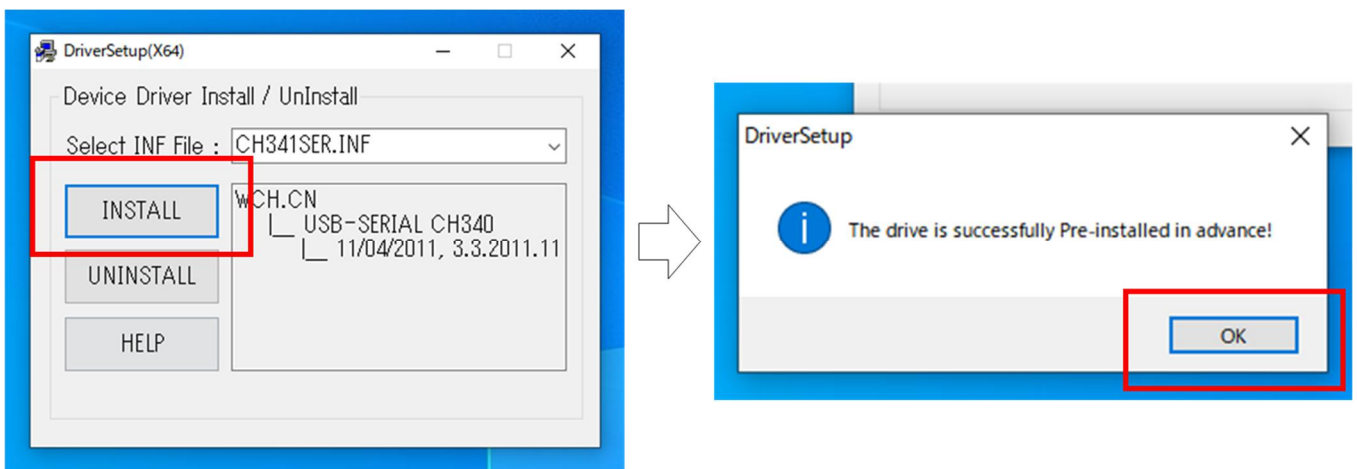 DriverSetup(X64)
Device Driver Install / UnInstall
Select INF File : CH341SER.INF
INSTALL
UNINSTALL
HELP
WCH.CN
|__ USB-SERIAL CH340
|__ 11/04/2011, 3.3.2011.11
DriverSetup
i
The drive is successfully Pre-installed in advance!
OK